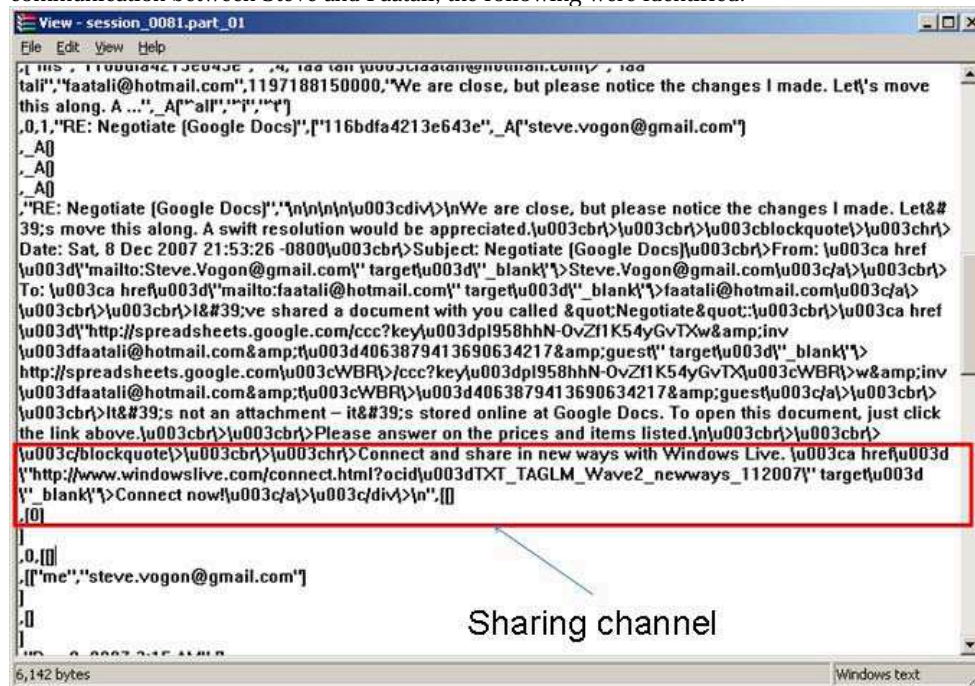 communication between Steve and Faatali, the following were identified:
View - session_0081.part_01
File Edit View Help
tali","faatali@hotmail.com",1197188150000,"We are close, but please notice the changes I made. Let\'s move
this along. A ...",_A["^all","^i","^t"]
,0,1,"RE: Negotiate (Google Docs)",["116bdfa4213e643e",_A["steve.vogon@gmail.com"]
,_A[]
,_A[]
,_A[]
,"RE: Negotiate (Google Docs)","\n\n\n\n\u003cdiv\>\nWe are close, but please notice the changes I made. Let&#
39;s move this along. A swift resolution would be appreciated.\u003cbr\>\u003cbr\>\u003cblockquote\>\u003chr\>
Date: Sat, 8 Dec 2007 21:53:26 -0800\u003cbr\>Subject: Negotiate (Google Docs)\u003cbr\>From: \u003ca href
\u003d\"mailto:Steve.Vogon@gmail.com\" target\u003d\"_blank\"\>Steve.Vogon@gmail.com\u003c/a\>\u003cbr\>
To: \u003ca href\u003d\"mailto:faatali@hotmail.com\" target\u003d\"_blank\"\>faatali@hotmail.com\u003c/a\>
\u003cbr\>\u003cbr\>I&#39;ve shared a document with you called &quot;Negotiate&quot;:\u003cbr\>\u003ca href
\u003d\"http://spreadsheets.google.com/ccc?key\u003dpl958hhN-OvZf1K54yGvTXw&amp;inv
\u003dfaatali@hotmail.com&amp;t\u003d4063879413690634217&amp;guest\" target\u003d\"_blank\"\>
http://spreadsheets.google.com\u003cWBR\>/ccc?key\u003dpl958hhN-OvZf1K54yGvTX\u003cWBR\>w&amp;inv
\u003dfaatali@hotmail.com&amp;t\u003cWBR\>\u003d4063879413690634217&amp;guest\u003c/a\>\u003cbr\>
\u003cbr\>It&#39;s not an attachment – it&#39;s stored online at Google Docs. To open this document, just click
the link above.\u003cbr\>\u003cbr\>Please answer on the prices and items listed.\n\u003cbr\>\u003cbr\>
\u003c/blockquote\>\u003cbr\>\u003chr\>Connect and share in new ways with Windows Live. \u003ca href\u003d
\"http://www.windowslive.com/connect.html?ocid\u003dTXT_TAGLM_Wave2_newways_112007\" target\u003d
\"_blank\"\>Connect now!\u003c/a\>\u003c/div\>\n",[[]
,[0]
]
,0,[[]
,[["me","steve.vogon@gmail.com"]
]
,[]
]
Sharing channel
6,142 bytes
Windows text